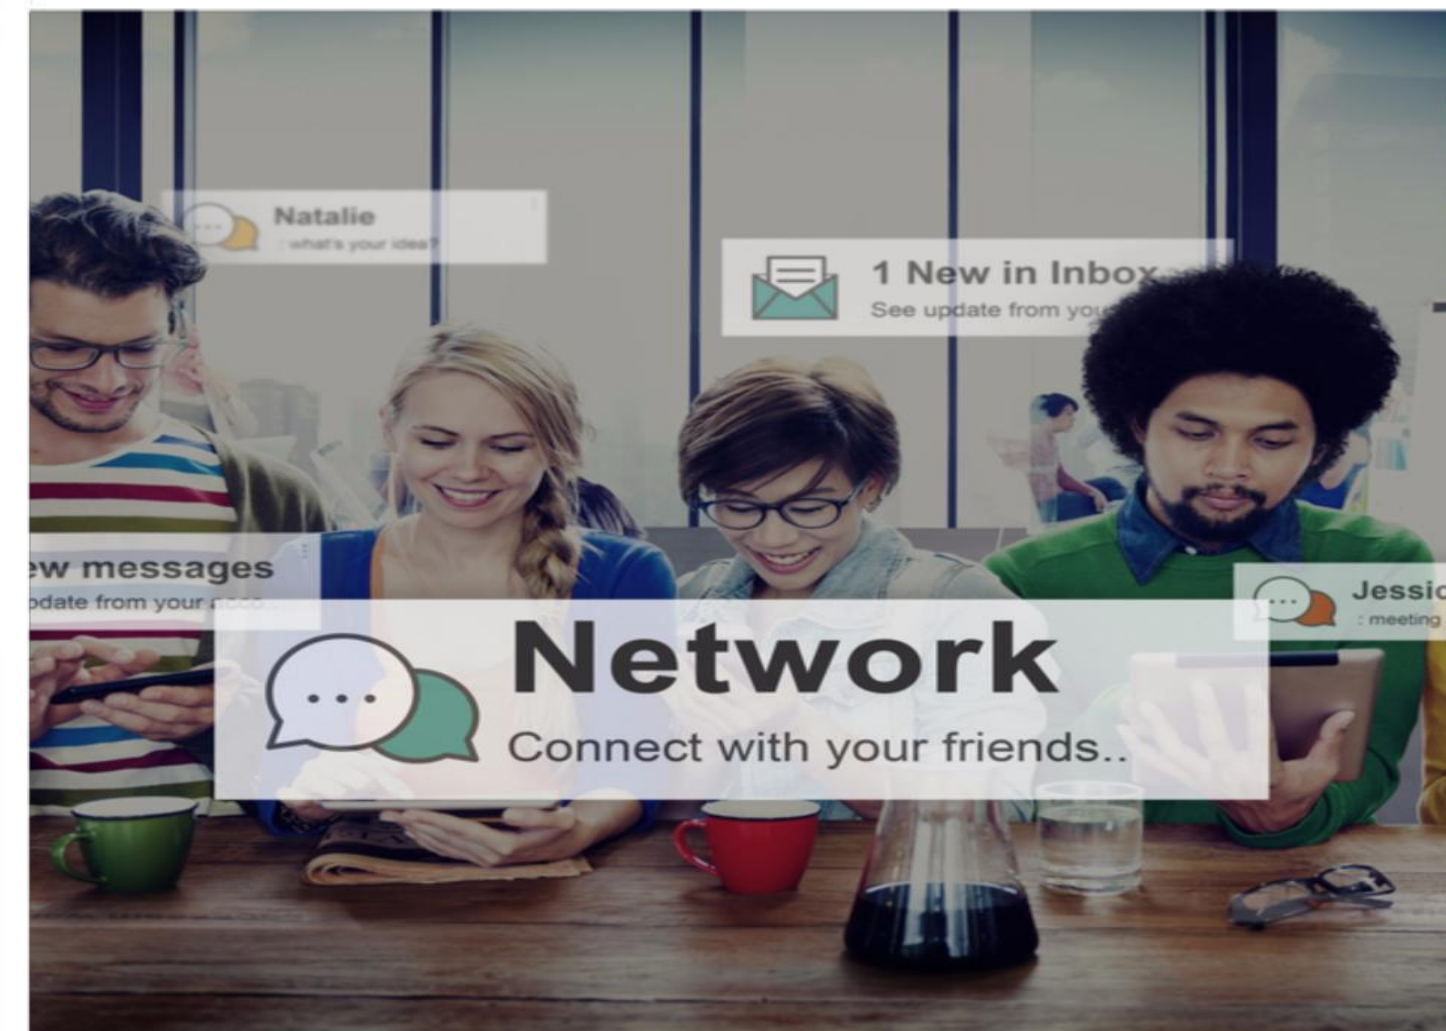 Natalie
: what's your idea?
1 New in Inbox
See update from you
ew messages
pdate from your acco..
Network
Connect with your friends..
Jessic
: meeting